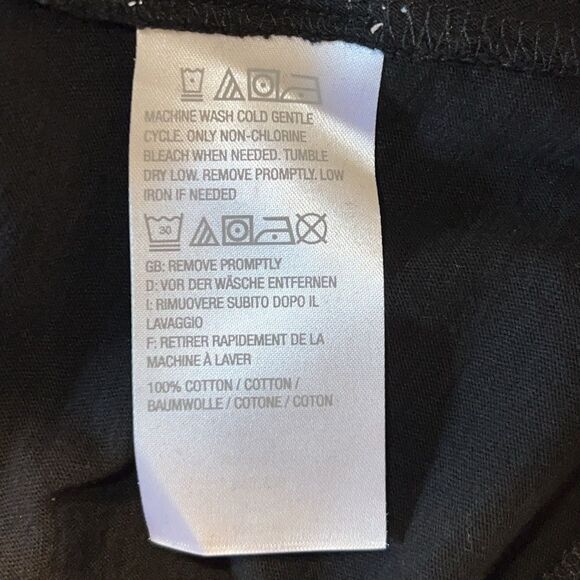 MACHINE WASH COLD GENTLE
CYCLE. ONLY NON-CHLORINE
BLEACH WHEN NEEDED. TUMBLE
DRY LOW. REMOVE PROMPTLY. LOW
IRON IF NEEDED
30
GB: REMOVE PROMPTLY
D: VOR DER WÄSCHE ENTFERNEN
I: RIMUOVERE SUBITO DOPO IL
LAVAGGIO
F: RETIRER RAPIDEMENT DE LA
MACHINE À LAVER
100% COTTON / COTTON /
BAUMWOLLE / COTONE / COTON